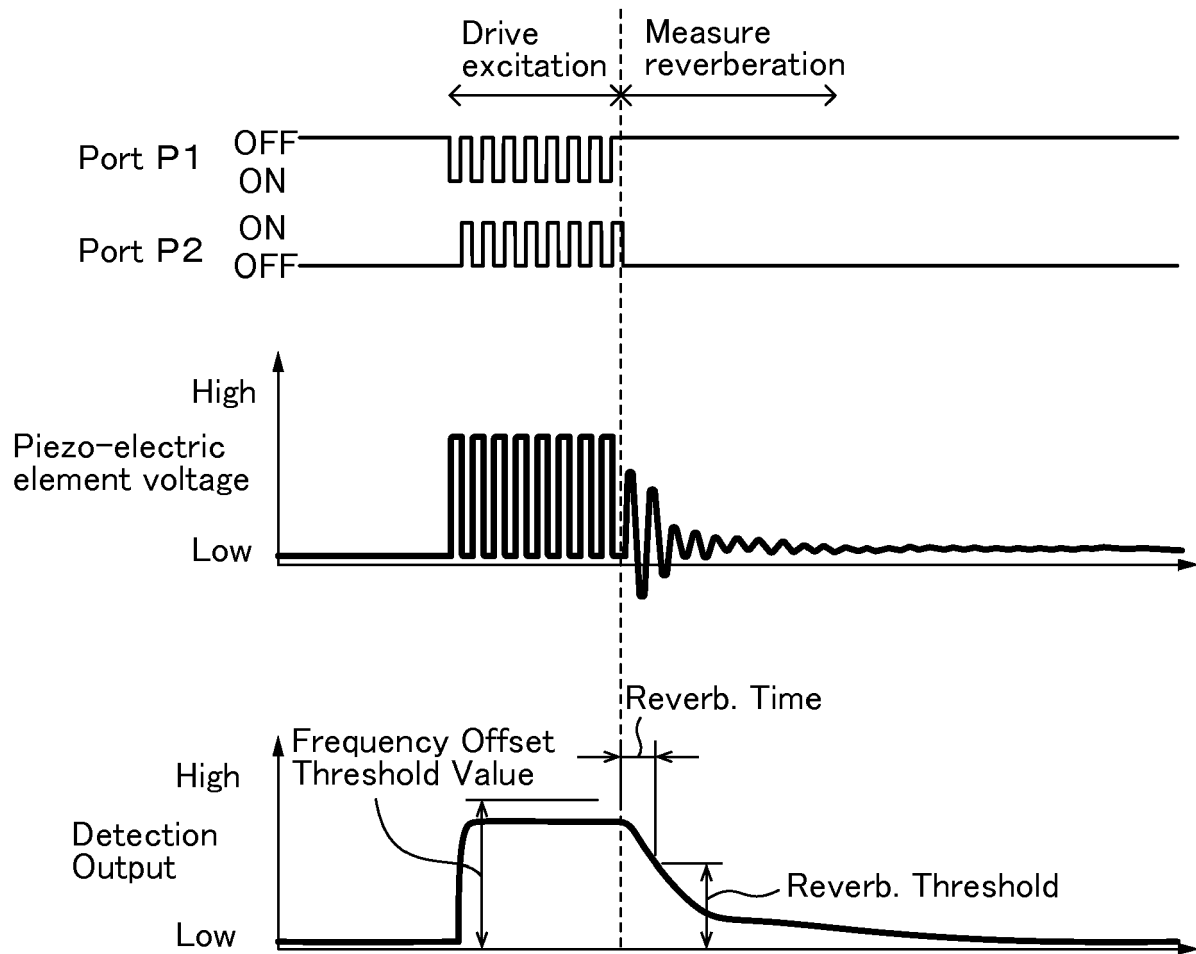 Drive
excitation
Measure
reverberation
Port P1
OFF
ON
Port P2
ON
OFF
High
Piezo-electric
element voltage
Low
Reverb. Time
Frequency Offset
Threshold Value
High
Detection
Output
Reverb. Threshold
Low